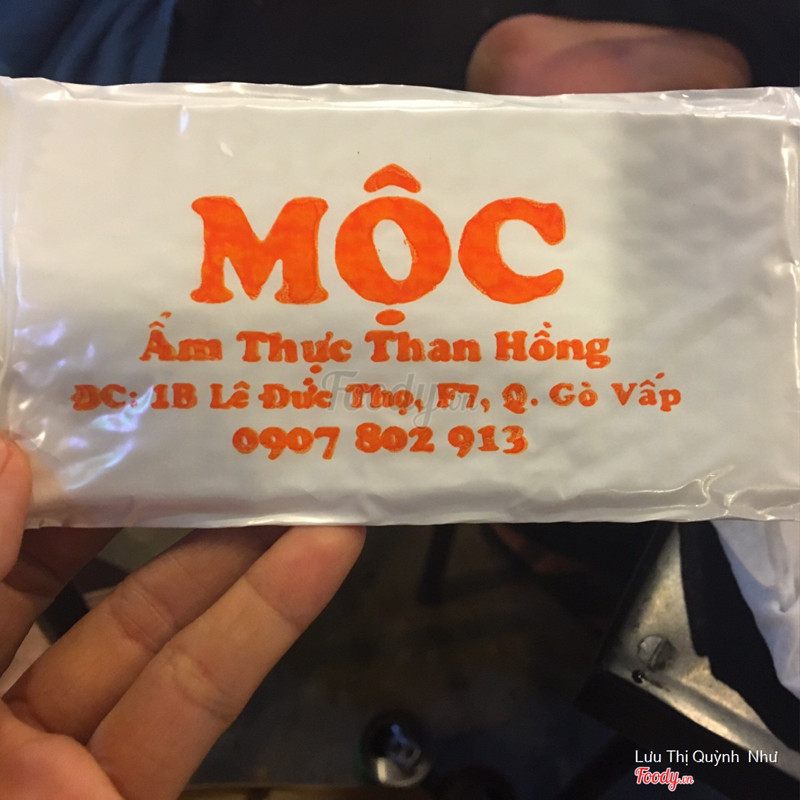 MỘC
Ẩm Thực Than Hồng
ĐC: 1B Lê Đức Thọ, F7, Q. Gò Vấp
0907 802 913
Foody.vn
Lưu Thị Quỳnh Như
Foody.vn